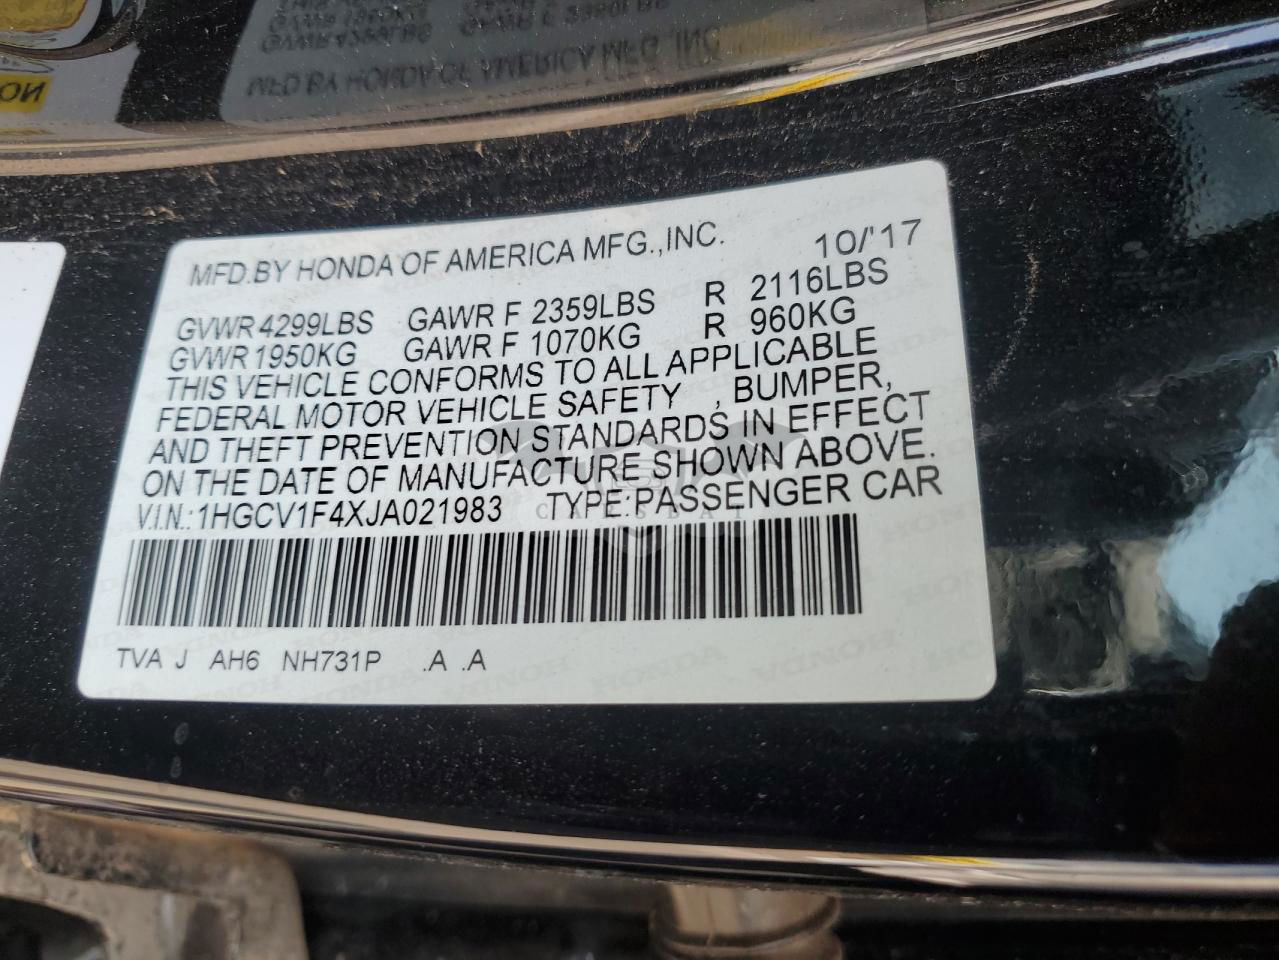 MFD.BY HONDA OF AMERICA MFG.,INC.
10/'17
GVWR 4299LBS GAWR F 2359LBS R 2116LBS
GVWR 1950KG GAWR F 1070KG R 960KG
THIS VEHICLE CONFORMS TO ALL APPLICABLE
FEDERAL MOTOR VEHICLE SAFETY , BUMPER,
AND THEFT PREVENTION STANDARDS IN EFFECT
ON THE DATE OF MANUFACTURE SHOWN ABOVE.
V.I.N.:1HGCV1F4XJA021983 TYPE:PASSENGER CAR
CARSBAT
TVA J AH6 NH731P .A .A